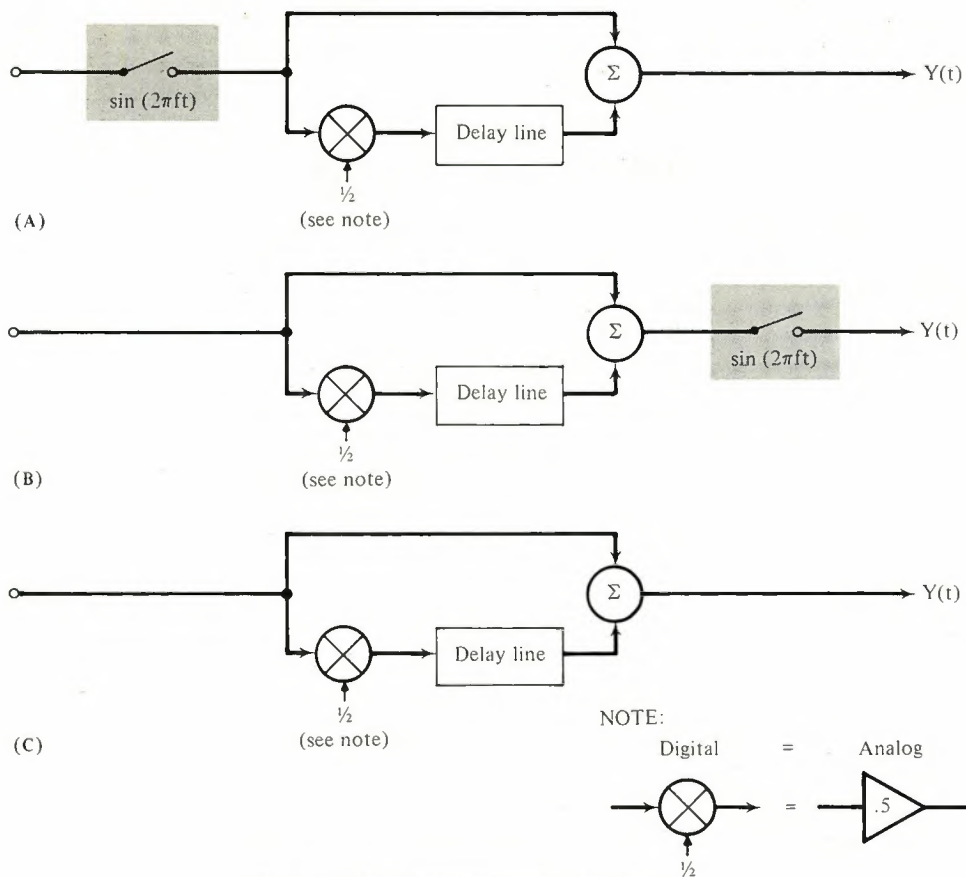 Σ
Y(t)
sin (2πft)
Delay line
½
(see note)
(A)
Σ
Y(t)
sin (2πft)
Delay line
½
(see note)
(B)
Σ
Y(t)
Delay line
½
(see note)
(C)
NOTE:
Digital = Analog
= .5
½